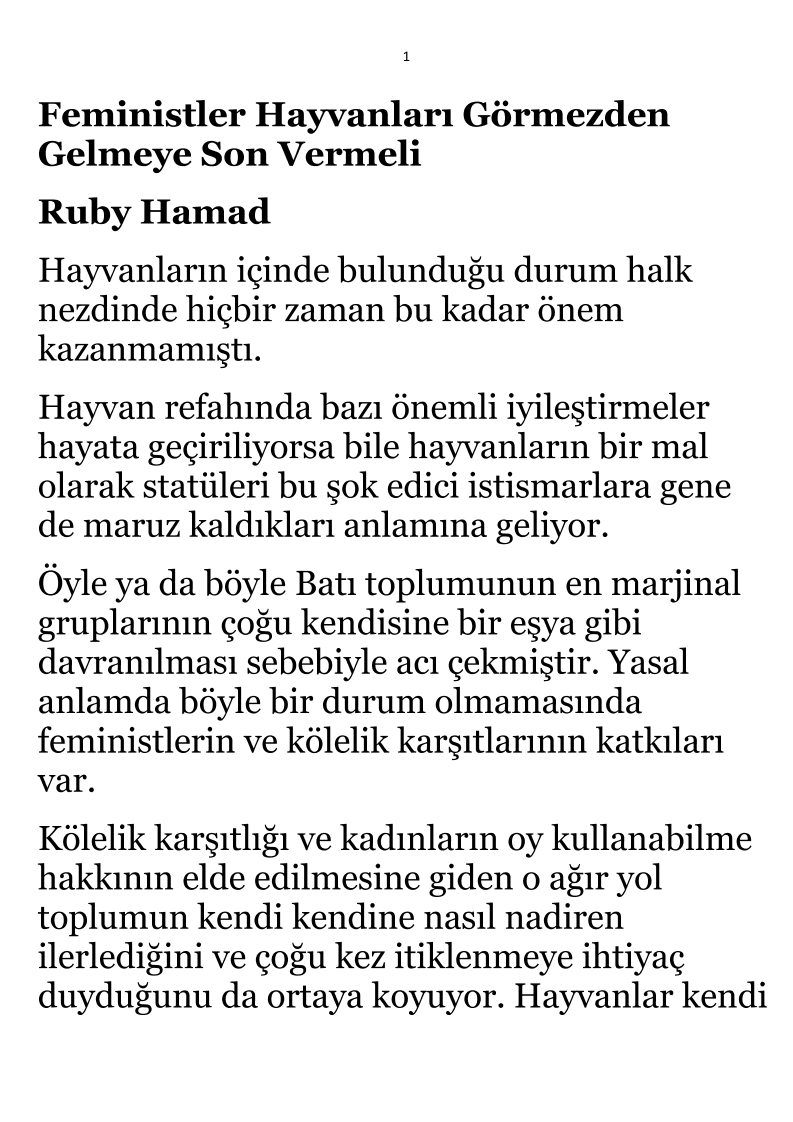 1
Feministler Hayvanları Görmezden
Gelmeye Son Vermeli
Ruby Hamad
Hayvanların içinde bulunduğu durum halk
nezdinde hiçbir zaman bu kadar önem
kazanmamıştı.
Hayvan refahında bazı önemli iyileştirmeler
hayata geçiriliyorsa bile hayvanların bir mal
olarak statüleri bu şok edici istismarlara gene
de maruz kaldıkları anlamına geliyor.
Öyle ya da böyle Batı toplumunun en marjinal
gruplarının çoğu kendisine bir eşya gibi
davranılması sebebiyle acı çekmiştir. Yasal
anlamda böyle bir durum olmamasında
feministlerin ve kölelik karşıtlarının katkıları
var.
Kölelik karşıtlığı ve kadınların oy kullanabilme
hakkının elde edilmesine giden o ağır yol
toplumun kendi kendine nasıl nadiren
ilerlediğini ve çoğu kez itiklenmeye ihtiyaç
duyduğunu da ortaya koyuyor. Hayvanlar kendi